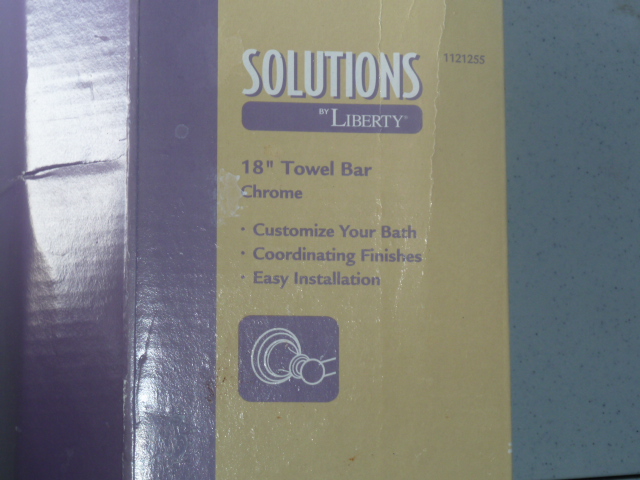 SOLUTIONS
1121255
BY LIBERTY
18" Towel Bar
Chrome
· Customize Your Bath
· Coordinating Finishes
· Easy Installation